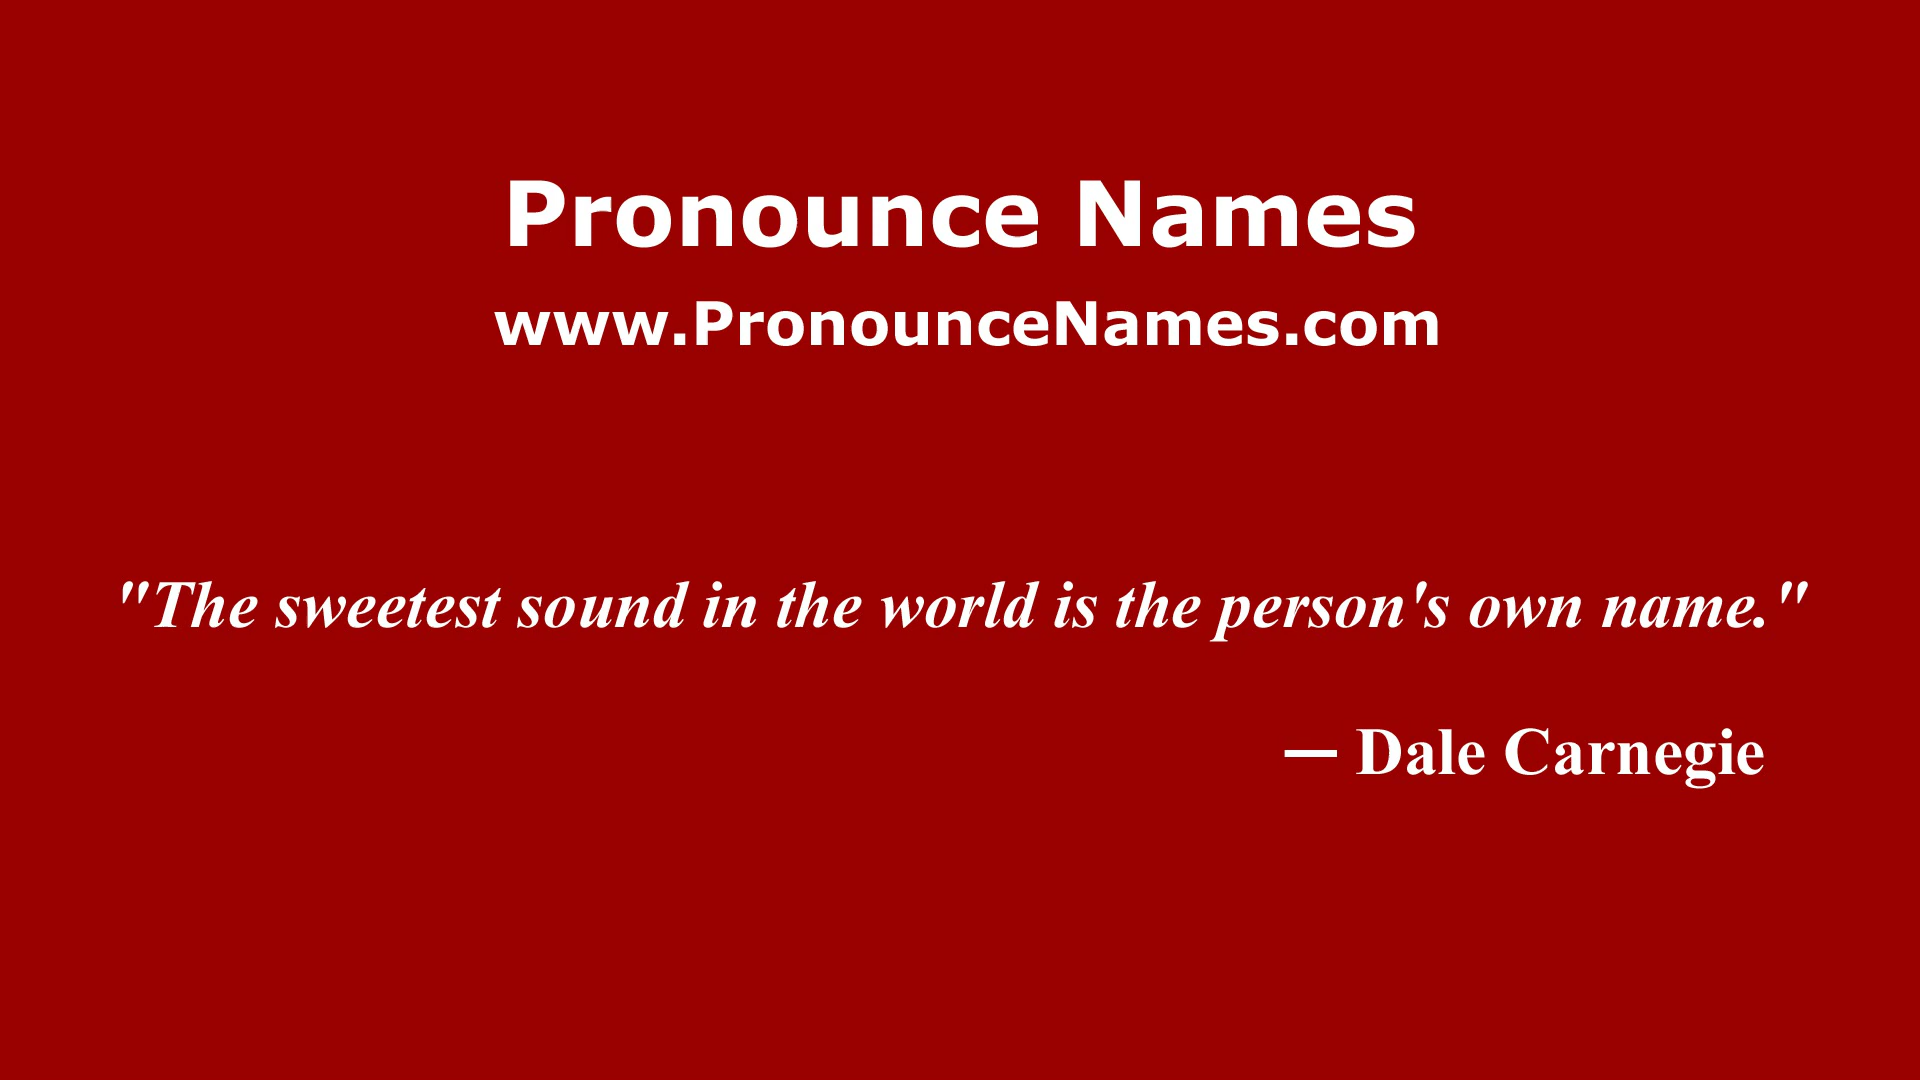 Pronounce Names
www.PronounceNames.com
"The sweetest sound in the world is the person's own name."
— Dale Carnegie